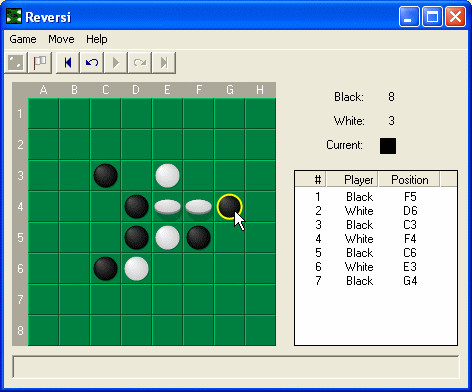 Reversi
Game Move Help
A B C D E F G H
1
2
3
4
5
6
7
8
Black: 8
White: 3
Current:
# Player Position
1 Black F5
2 White D6
3 Black C3
4 White F4
5 Black C6
6 White E3
7 Black G4